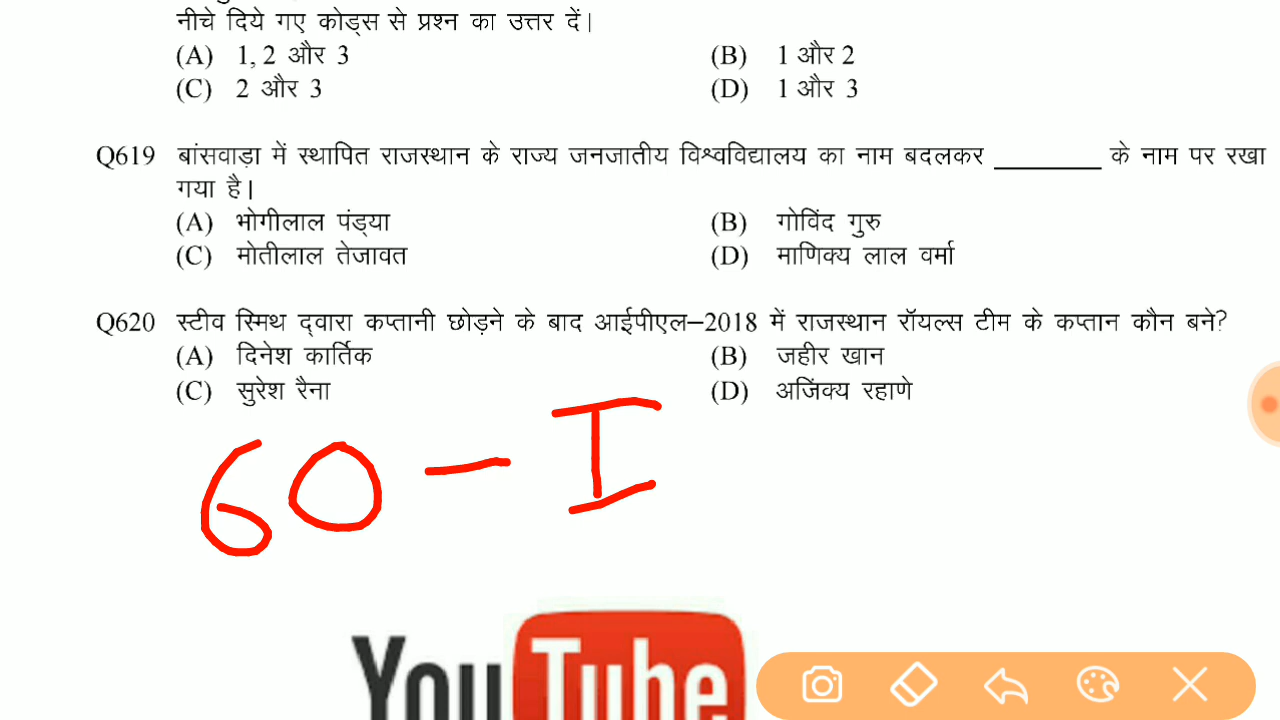 नीचे दिये गए कोड्स से प्रश्न का उत्तर दें।
(A) 1, 2 और 3 (B) 1 और 2
(C) 2 और 3 (D) 1 और 3
Q619 बांसवाड़ा में स्थापित राजस्थान के राज्य जनजातीय विश्वविद्यालय का नाम बदलकर ________ के नाम पर रखा
गया है।
(A) भोगीलाल पंड्या (B) गोविंद गुरु
(C) मोतीलाल तेजावत (D) माणिक्य लाल वर्मा
Q620 स्टीव स्मिथ द्वारा कप्तानी छोड़ने के बाद आईपीएल–2018 में राजस्थान रॉयल्स टीम के कप्तान कौन बने?
(A) दिनेश कार्तिक (B) जहीर खान
(C) सुरेश रैना (D) अजिंक्य रहाणे
60 – I
YouTube